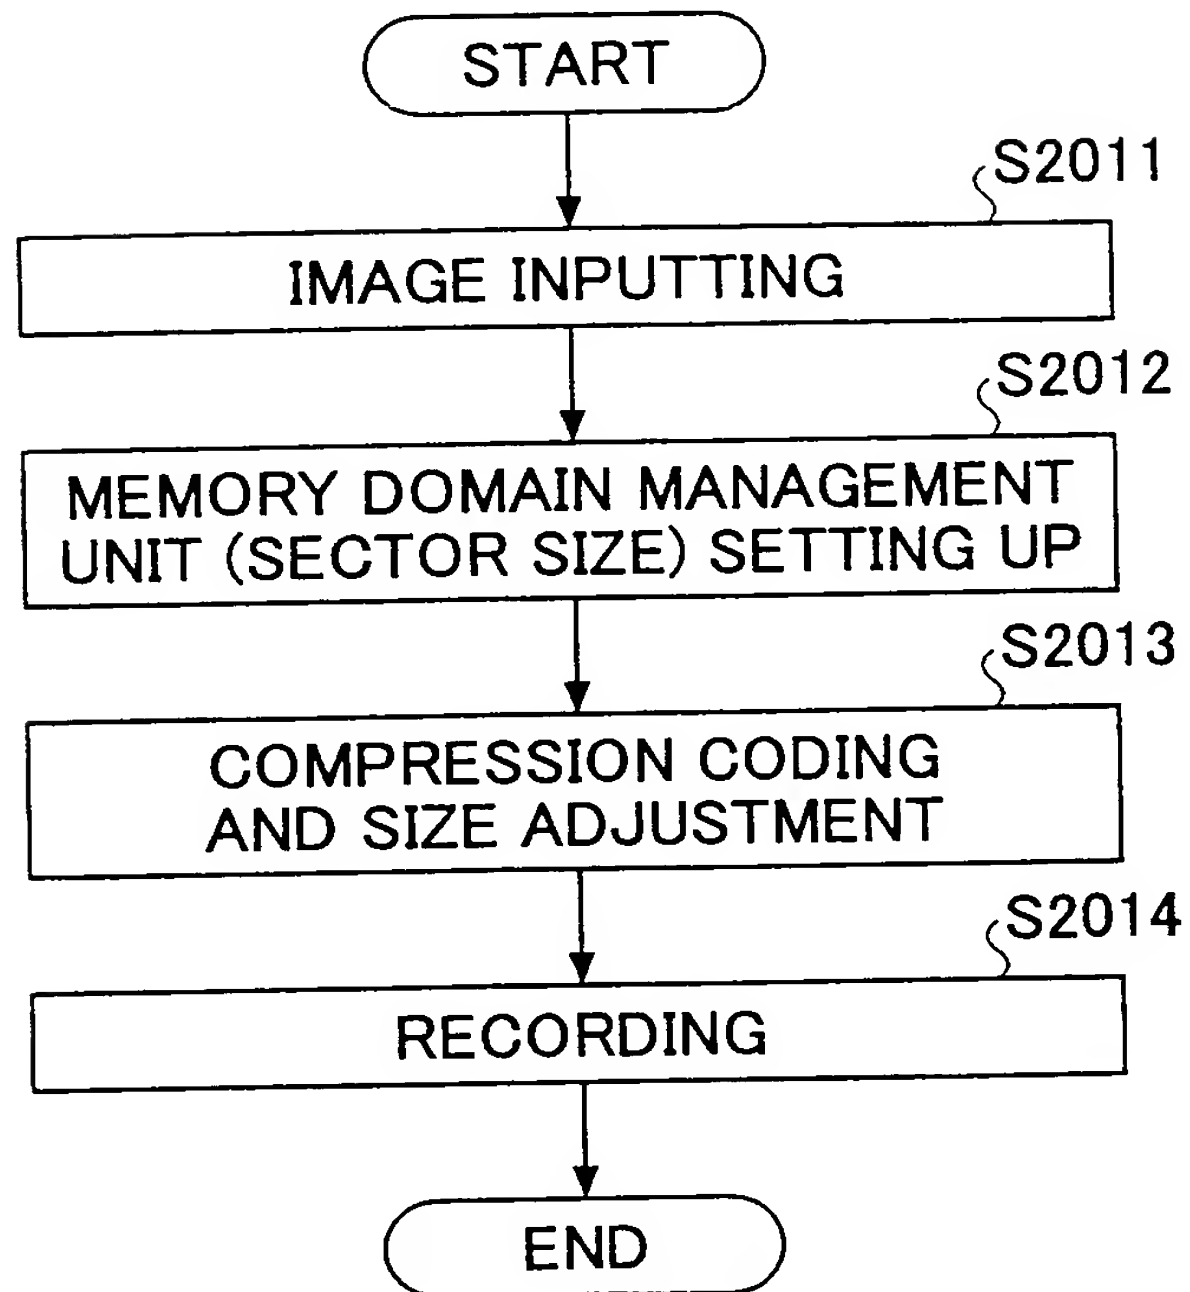 START
S2011
IMAGE INPUTTING
S2012
MEMORY DOMAIN MANAGEMENT
UNIT (SECTOR SIZE) SETTING UP
S2013
COMPRESSION CODING
AND SIZE ADJUSTMENT
S2014
RECORDING
END